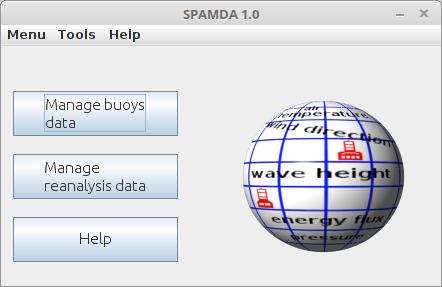 SPAMDA 1.0
Menu Tools Help
Manage buoys
data
Manage
reanalysis data
Help
temperature
wind direction
wave height
energy flux
pressure